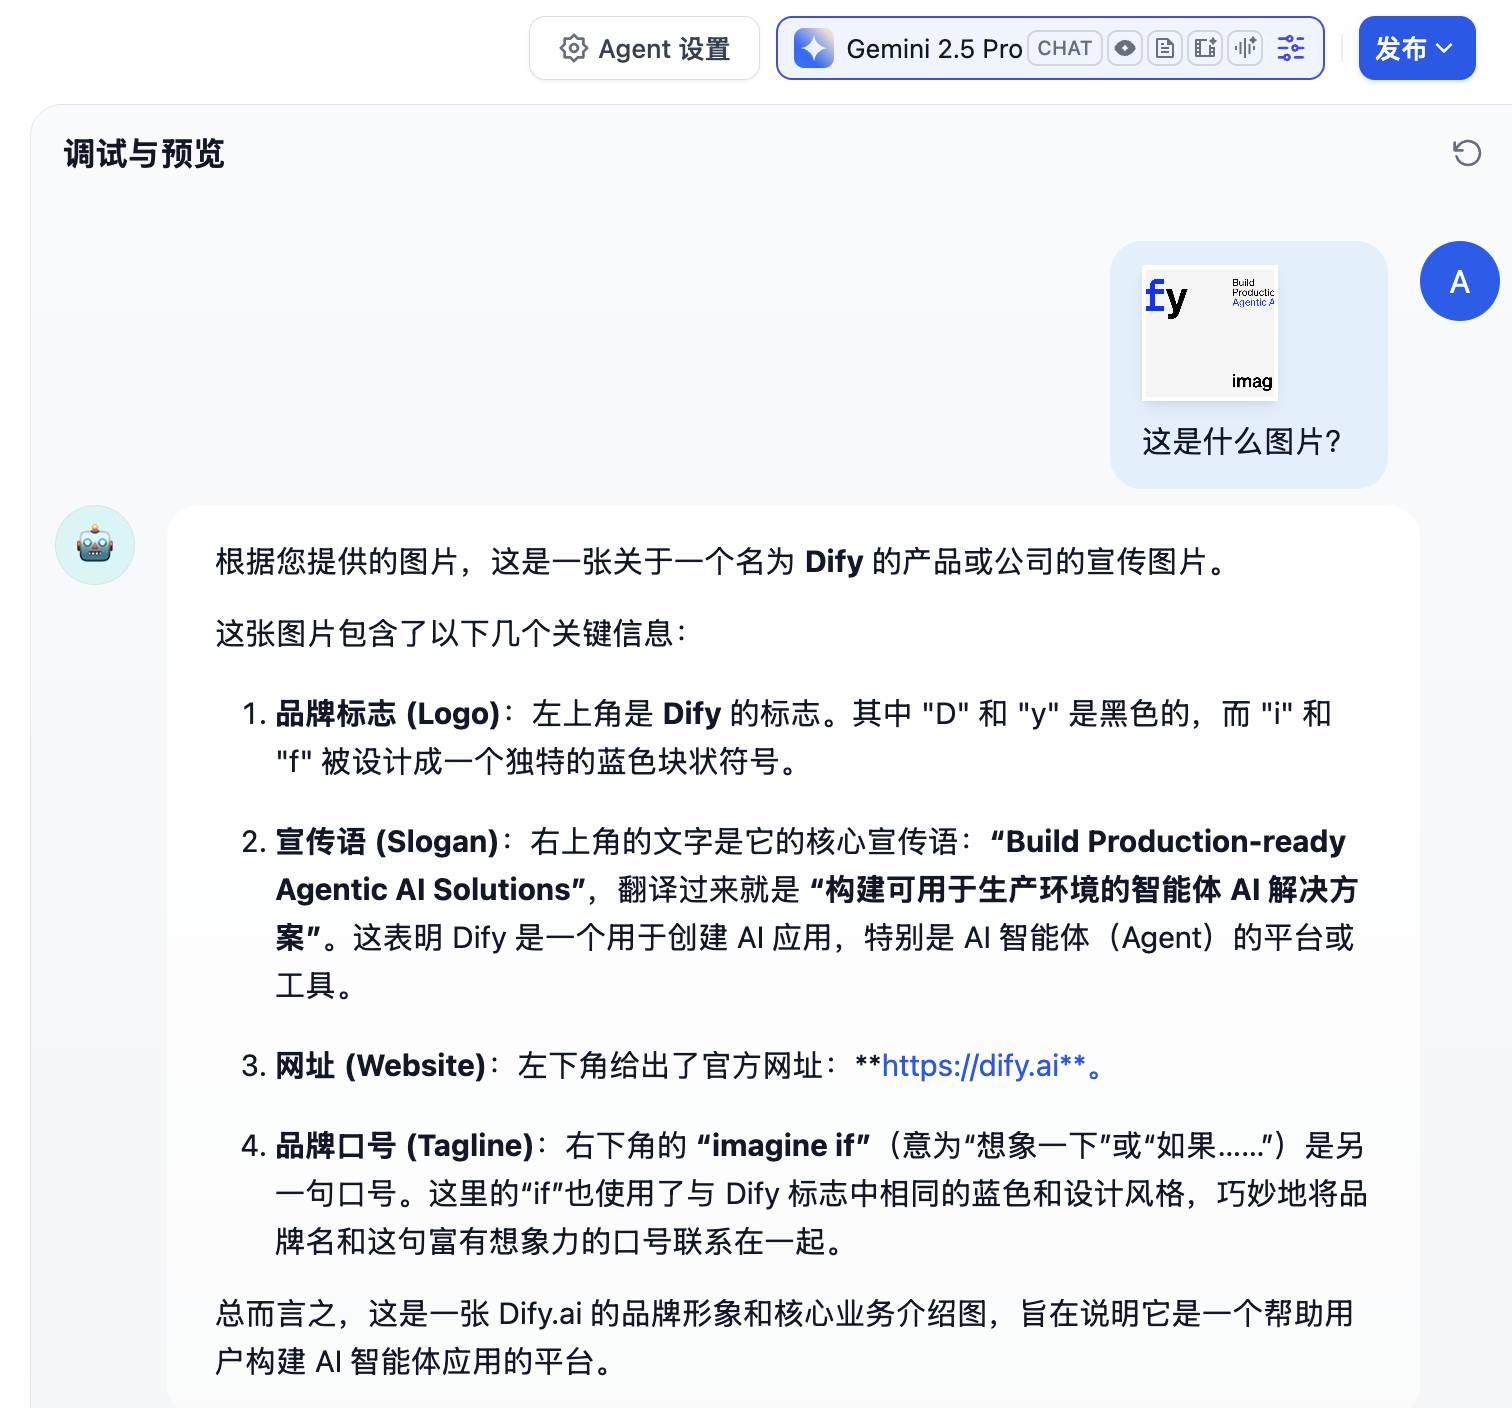 Agent 设置
Gemini 2.5 Pro CHAT
发布
调试与预览
fy
Build
Productic
Agentic A
imag
A
这是什么图片?
根据您提供的图片，这是一张关于一个名为 Dify 的产品或公司的宣传图片。
这张图片包含了以下几个关键信息：
1. 品牌标志 (Logo)：左上角是 Dify 的标志。其中 "D" 和 "y" 是黑色的，而 "i" 和
"f" 被设计成一个独特的蓝色块状符号。
2. 宣传语 (Slogan)：右上角的文字是它的核心宣传语：“Build Production-ready
Agentic AI Solutions”，翻译过来就是 “构建可用于生产环境的智能体 AI 解决方
案”。这表明 Dify 是一个用于创建 AI 应用，特别是 AI 智能体（Agent）的平台或
工具。
3. 网址 (Website)：左下角给出了官方网址：**https://dify.ai**。
4. 品牌口号 (Tagline)：右下角的 “imagine if”（意为“想象一下”或“如果……”）是另
一句口号。这里的“if”也使用了与 Dify 标志中相同的蓝色和设计风格，巧妙地将品
牌名和这句富有想象力的口号联系在一起。
总而言之，这是一张 Dify.ai 的品牌形象和核心业务介绍图，旨在说明它是一个帮助用
户构建 AI 智能体应用的平台。